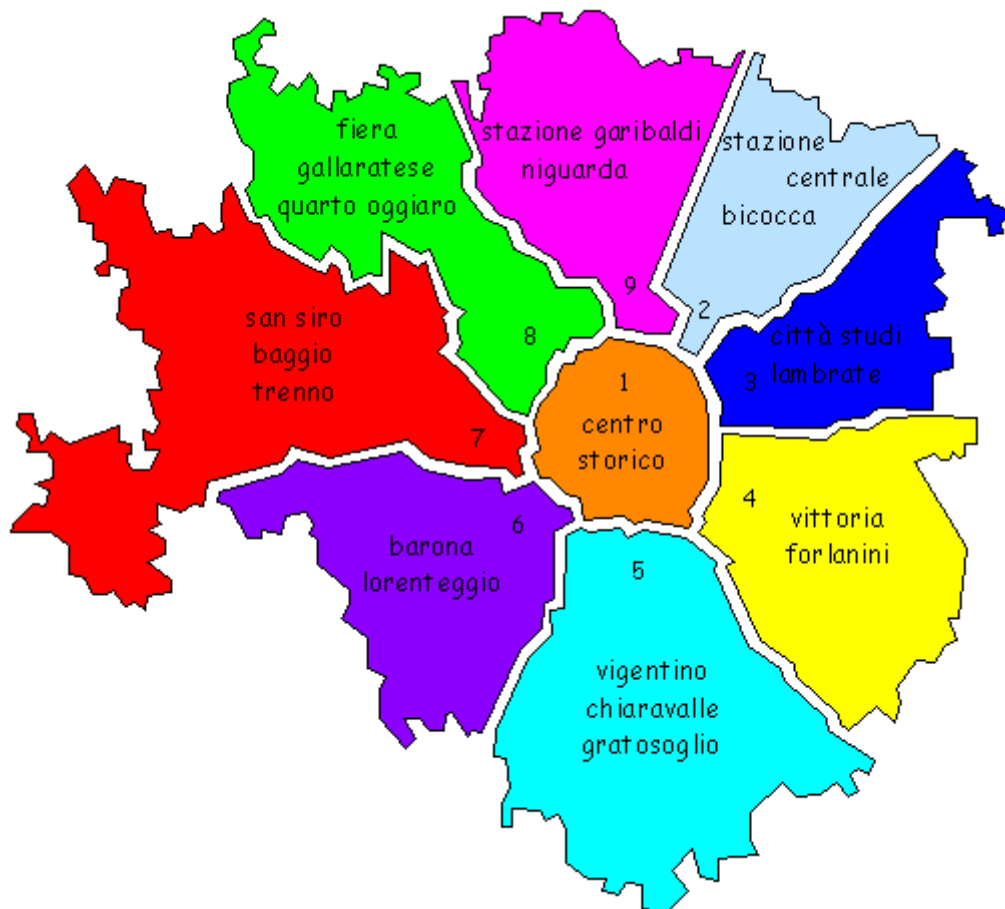 fiera
gallaratese
quarto oggiaro
8
stazione garibaldi
niguarda
9
stazione
centrale
bicocca
2
città studi
lambrate
3
san siro
baggio
trenno
7
1
centro
storico
4
vittoria
forlanini
6
barona
lorenteggio
5
vigentino
chiaravalle
gratosoglio